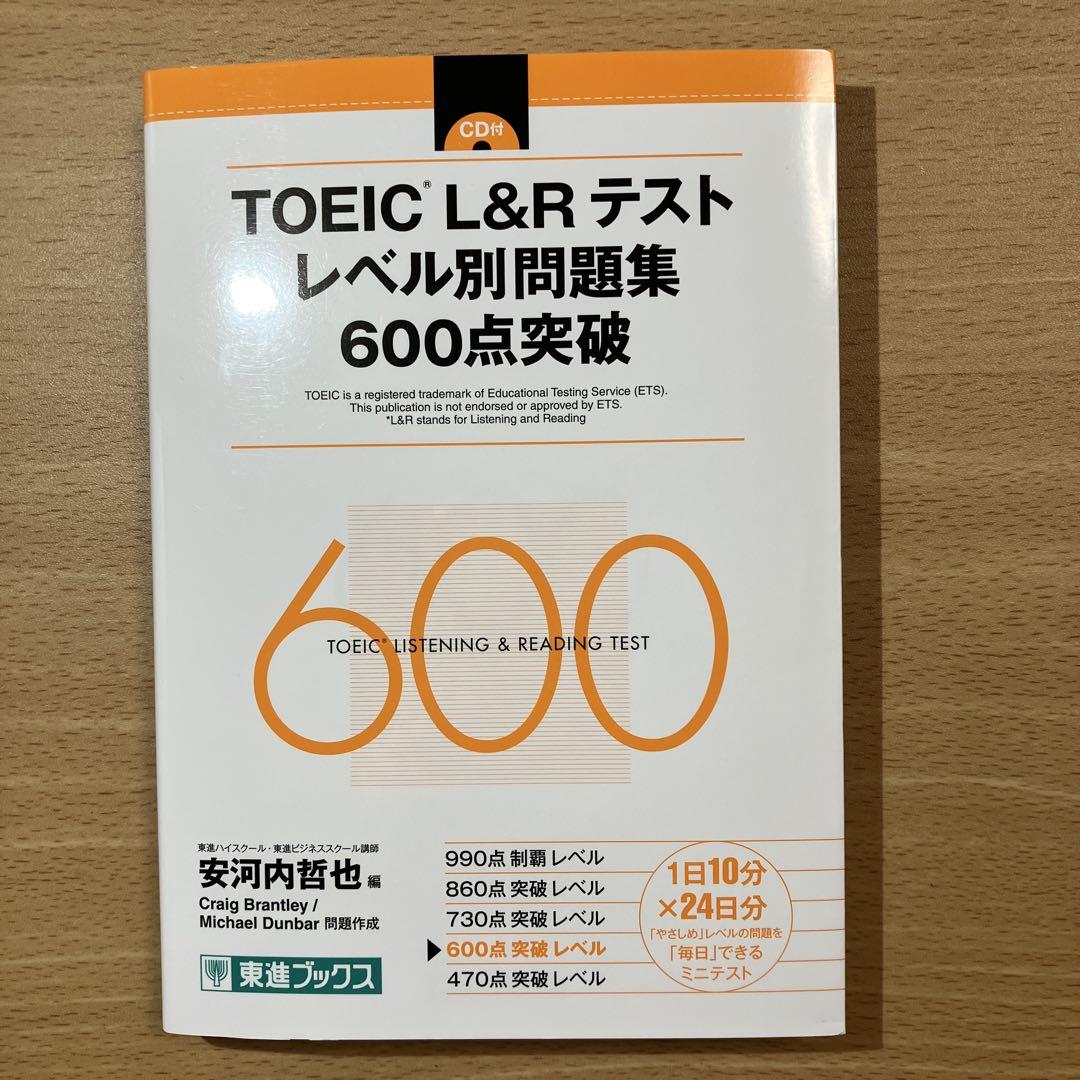 CD付
TOEIC® L&R テスト
レベル別問題集
600点突破
TOEIC is a registered trademark of Educational Testing Service (ETS).
This publication is not endorsed or approved by ETS.
*L&R stands for Listening and Reading
600
TOEIC® LISTENING & READING TEST
東進ハイスクール・東進ビジネススクール講師
安河内哲也 編
Craig Brantley /
Michael Dunbar 問題作成
東進ブックス
990点 制覇 レベル
860点 突破 レベル
730点 突破 レベル
▶600点 突破 レベル
470点 突破 レベル
1日10分
×24日分
「やさしめ」レベルの問題を
「毎日」できる
ミニテスト